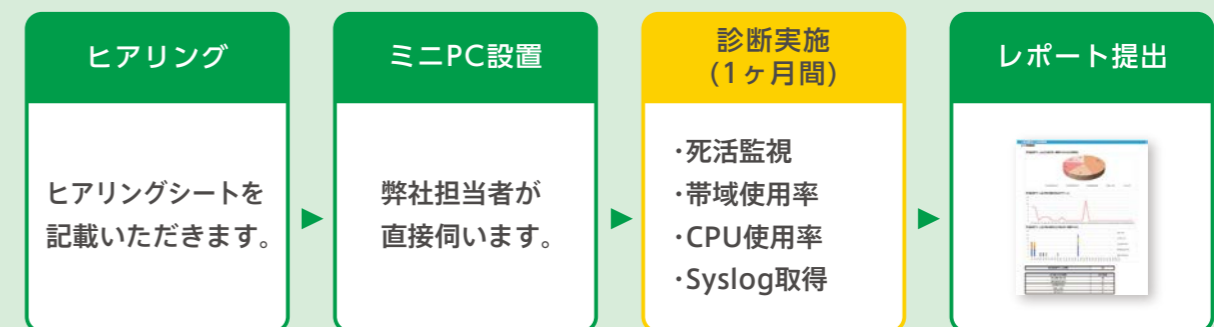 ヒアリング
ヒアリングシートを
記載いただきます。
ミニPC設置
弊社担当者が
直接伺います。
診断実施
(1ヶ月間)
・死活監視
・帯域使用率
・CPU使用率
・Syslog取得
レポート提出